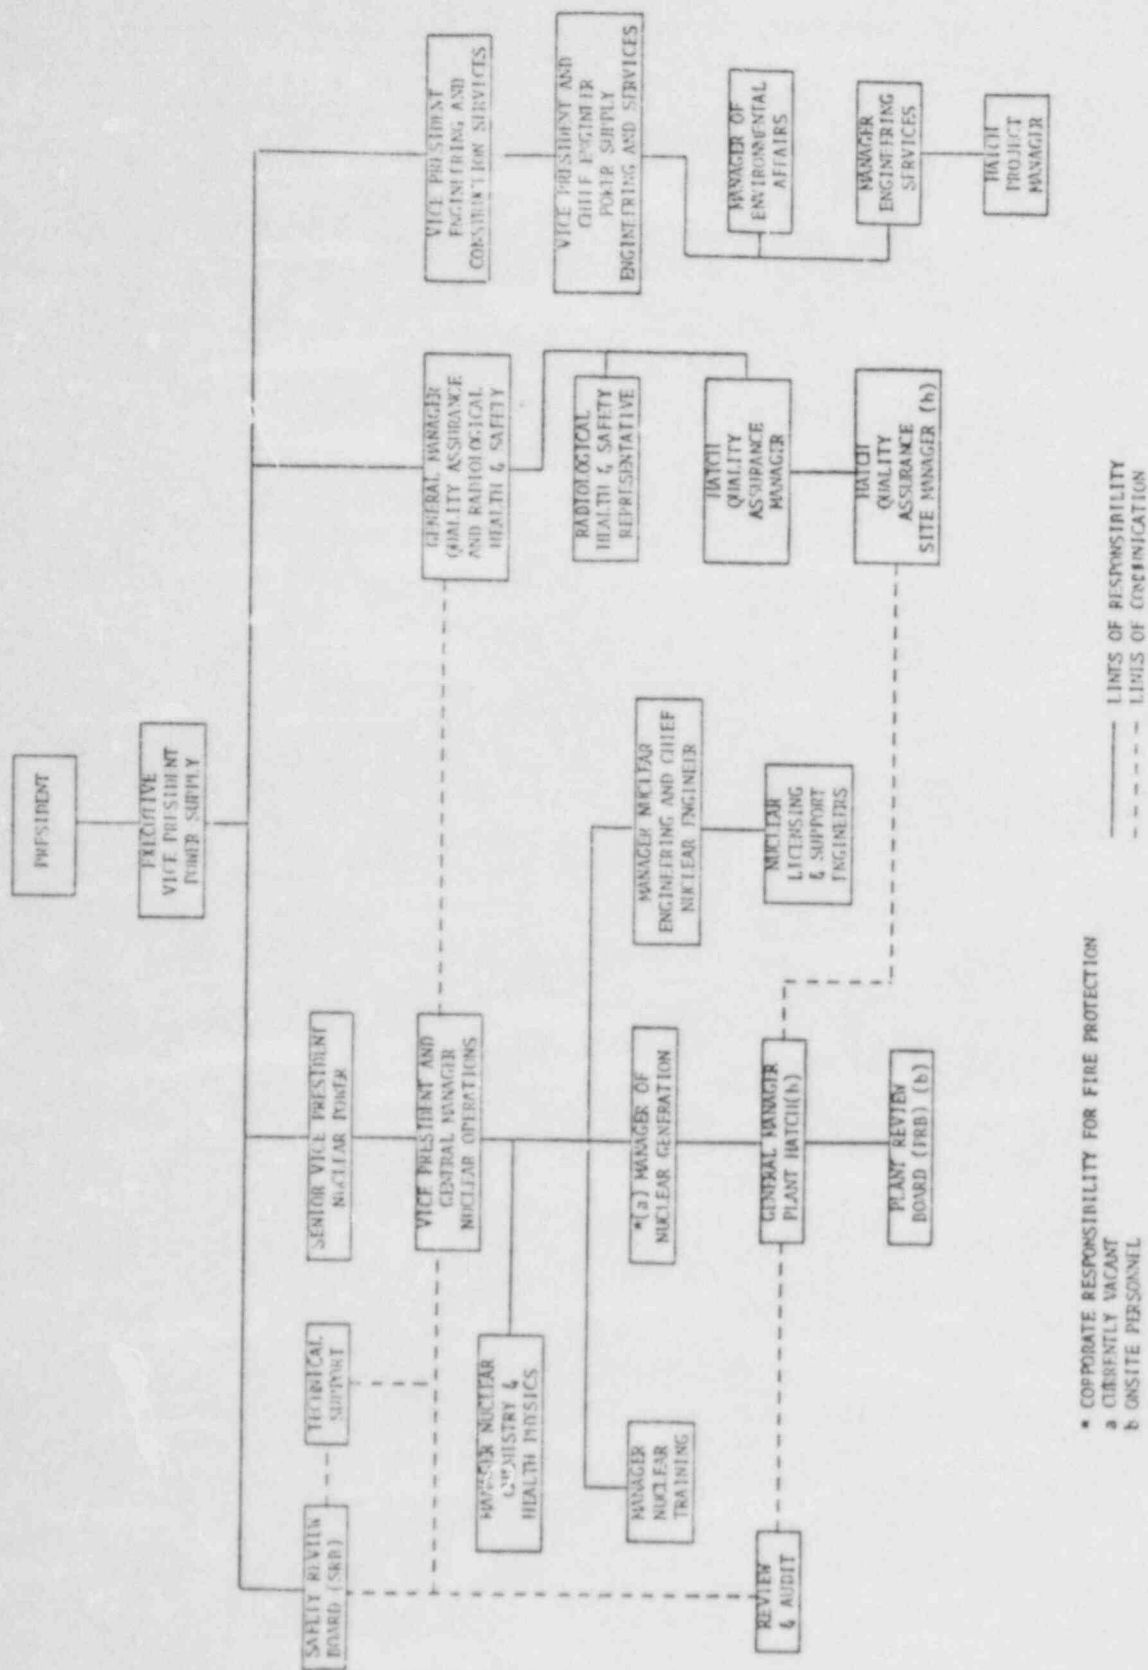 PRESIDENT
EXECUTIVE
VICE PRESIDENT
POWER SUPPLY
SAFETY REVIEW
BOARD (SRB)
TECHNICAL
SUPPORT
SENIOR VICE PRESIDENT
NUCLEAR POWER
VICE PRESIDENT AND
GENERAL MANAGER
NUCLEAR OPERATIONS
GENERAL MANAGER
QUALITY ASSURANCE
AND RADIOLOGICAL
HEALTH & SAFETY
VICE PRESIDENT
ENGINEERING AND
CONSTRUCTION SERVICES
VICE PRESIDENT AND
CHIEF ENGINEER
POWER SUPPLY
ENGINEERING AND SERVICES
MANAGER NUCLEAR
CHEMISTRY &
HEALTH PHYSICS
RADIOLOGICAL
HEALTH & SAFETY
REPRESENTATIVE
MANAGER
NUCLEAR
TRAINING
*(a) MANAGER OF
NUCLEAR GENERATION
MANAGER NUCLEAR
ENGINEERING AND CHIEF
NUCLEAR ENGINEER
HATCH
QUALITY
ASSURANCE
MANAGER
MANAGER OF
ENVIRONMENTAL
AFFAIRS
REVIEW
& AUDIT
GENERAL MANAGER
PLANT HATCH(b)
NUCLEAR
LICENSING
& SUPPORT
ENGINEERS
HATCH
QUALITY
ASSURANCE
SITE MANAGER (b)
MANAGER
ENGINEERING
SERVICES
PLANT REVIEW
BOARD (PRB) (b)
HATCH
PROJECT
MANAGER
* CORPORATE RESPONSIBILITY FOR FIRE PROTECTION
a CURRENTLY VACANT
b ONSITE PERSONNEL
LINES OF RESPONSIBILITY
LINES OF COMMUNICATION